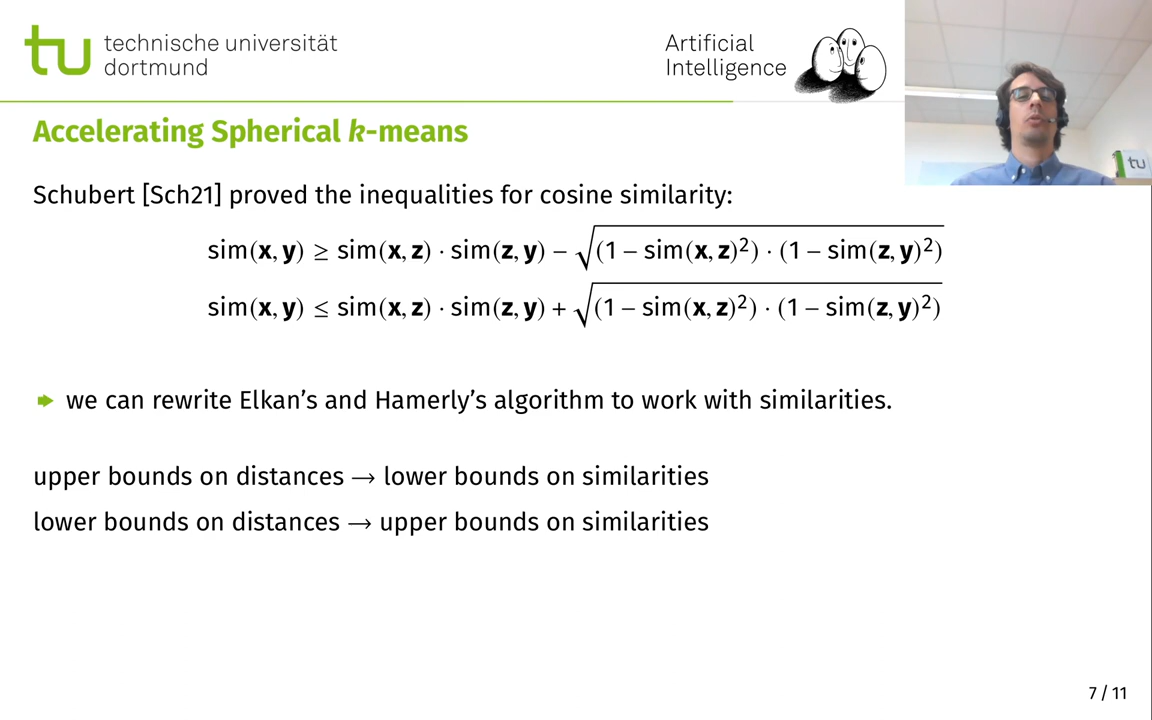 technische universität
dortmund
Artificial
Intelligence
tu
Accelerating Spherical k-means
Schubert [Sch21] proved the inequalities for cosine similarity:
sim(x, y) ≥ sim(x, z) · sim(z, y) − √(1 − sim(x, z)²) · (1 − sim(z, y)²)
sim(x, y) ≤ sim(x, z) · sim(z, y) + √(1 − sim(x, z)²) · (1 − sim(z, y)²)
we can rewrite Elkan's and Hamerly's algorithm to work with similarities.
upper bounds on distances → lower bounds on similarities
lower bounds on distances → upper bounds on similarities
7 / 11